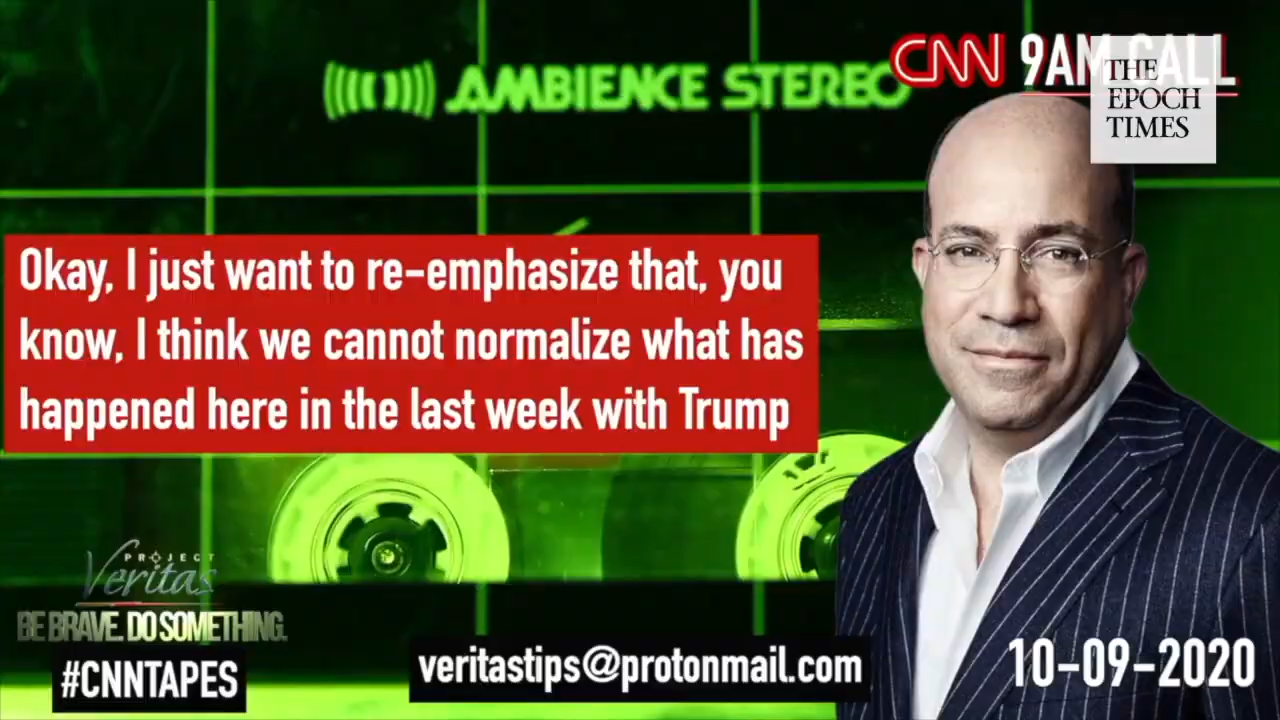 AMBIENCE STEREO
CNN 9AM CALL
THE
EPOCH
TIMES
Okay, I just want to re-emphasize that, you
know, I think we cannot normalize what has
happened here in the last week with Trump
PROJECT
Veritas
BE BRAVE. DO SOMETHING.
#CNNTAPES
veritastips@protonmail.com
10-09-2020